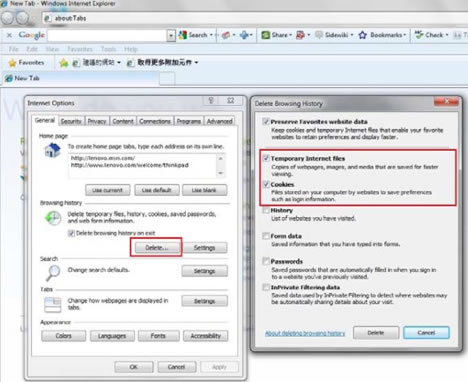 New Tab - Windows Internet Explorer
about:Tabs
Google
Search
Share
Sidewiki
Bookmarks
Check
File Edit View Favorites Tools Help
Favorites
建議的網站
取得更多附加元件
New Tab
Internet Options
General Security Privacy Content Connections Programs Advanced
Home page
To create home page tabs, type each address on its own line.
http://lenovo.msn.com/
http://www.lenovo.com/welcome/thinkpad
Use current Use default Use blank
Browsing history
Delete temporary files, history, cookies, saved passwords,
and web form information.
Delete browsing history on exit
Delete... Settings
Search
Change search defaults. Settings
Tabs
Change how webpages are displayed in
tabs. Settings
Appearance
Colors Languages Fonts Accessibility
OK Cancel Apply
Delete Browsing History
Preserve Favorites website data
Keep cookies and temporary Internet files that enable your favorite
websites to retain preferences and display faster.
Temporary Internet files
Copies of webpages, images, and media that are saved for faster
viewing.
Cookies
Files stored on your computer by websites to save preferences
such as login information.
History
List of websites you have visited.
Form data
Saved information that you have typed into forms.
Passwords
Saved passwords that are automatically filled in when you sign in
to a website you've previously visited.
InPrivate Filtering data
Saved data used by InPrivate Filtering to detect where websites may
be automatically sharing details about your visit.
About deleting browsing history Delete Cancel